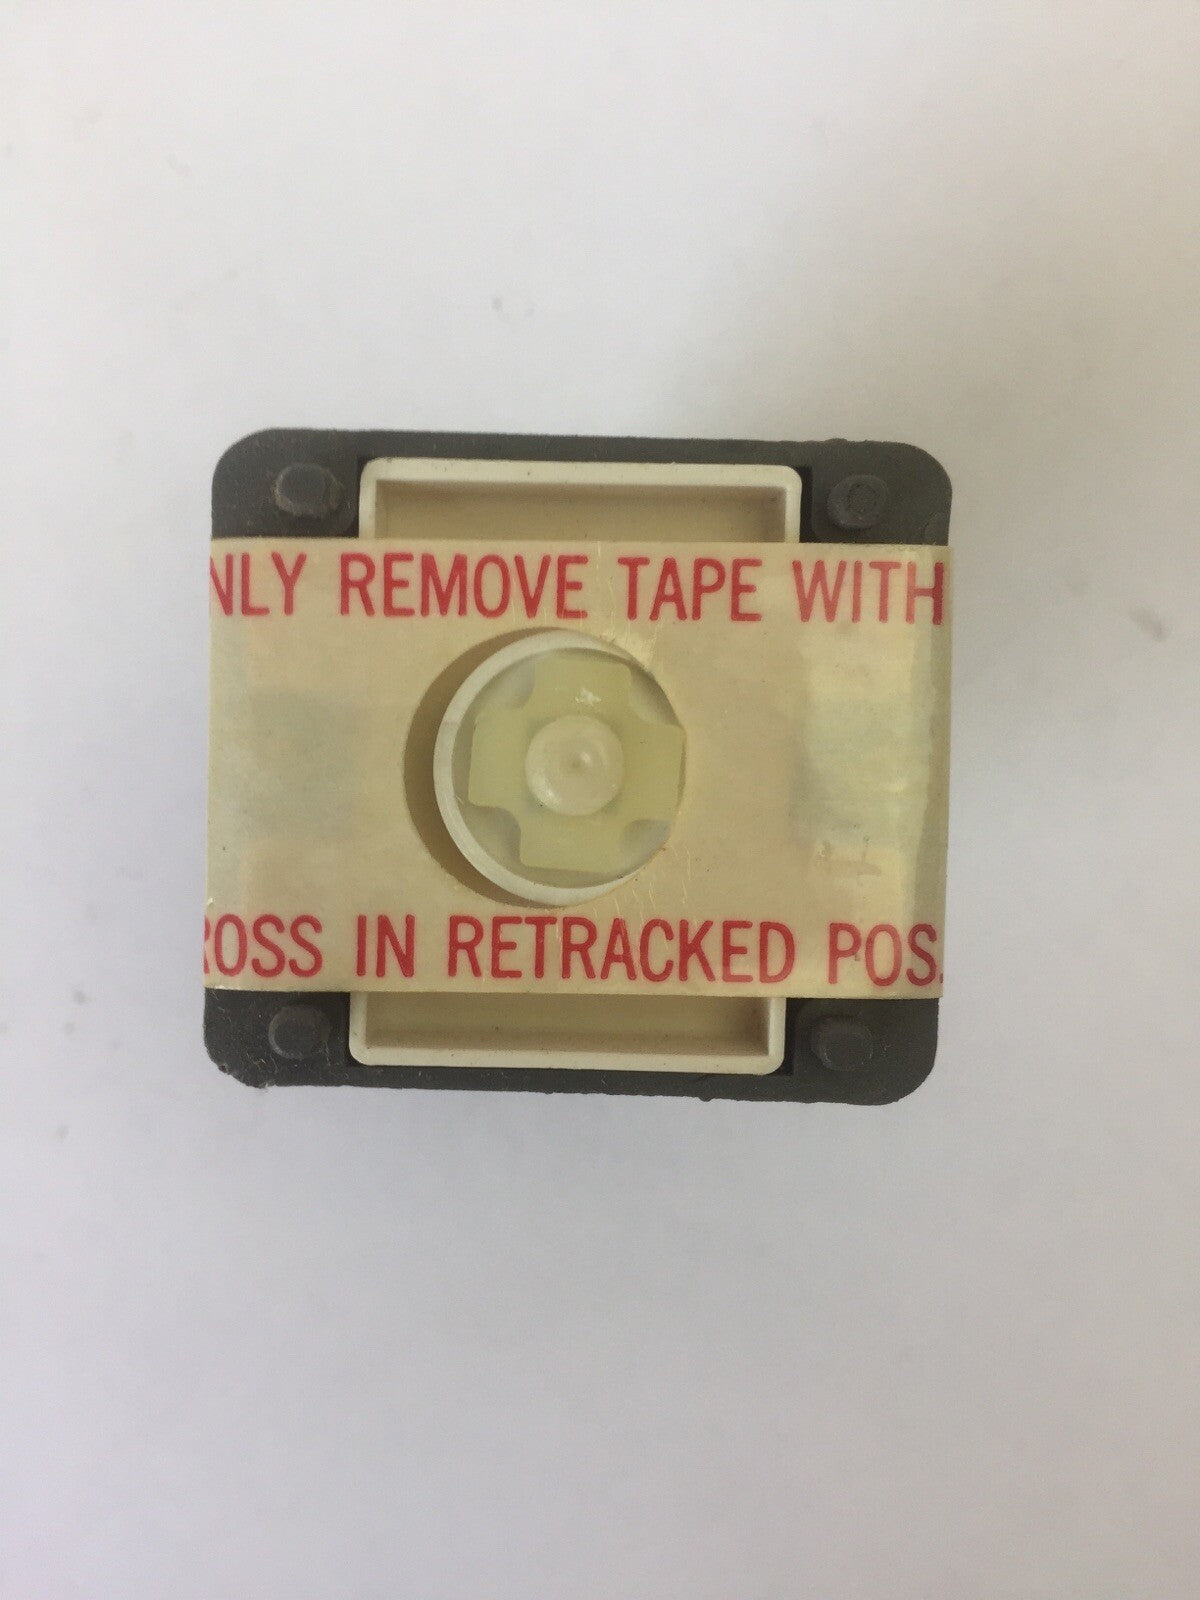 NLY REMOVE TAPE WITH
ROSS IN RETRACKED POS.